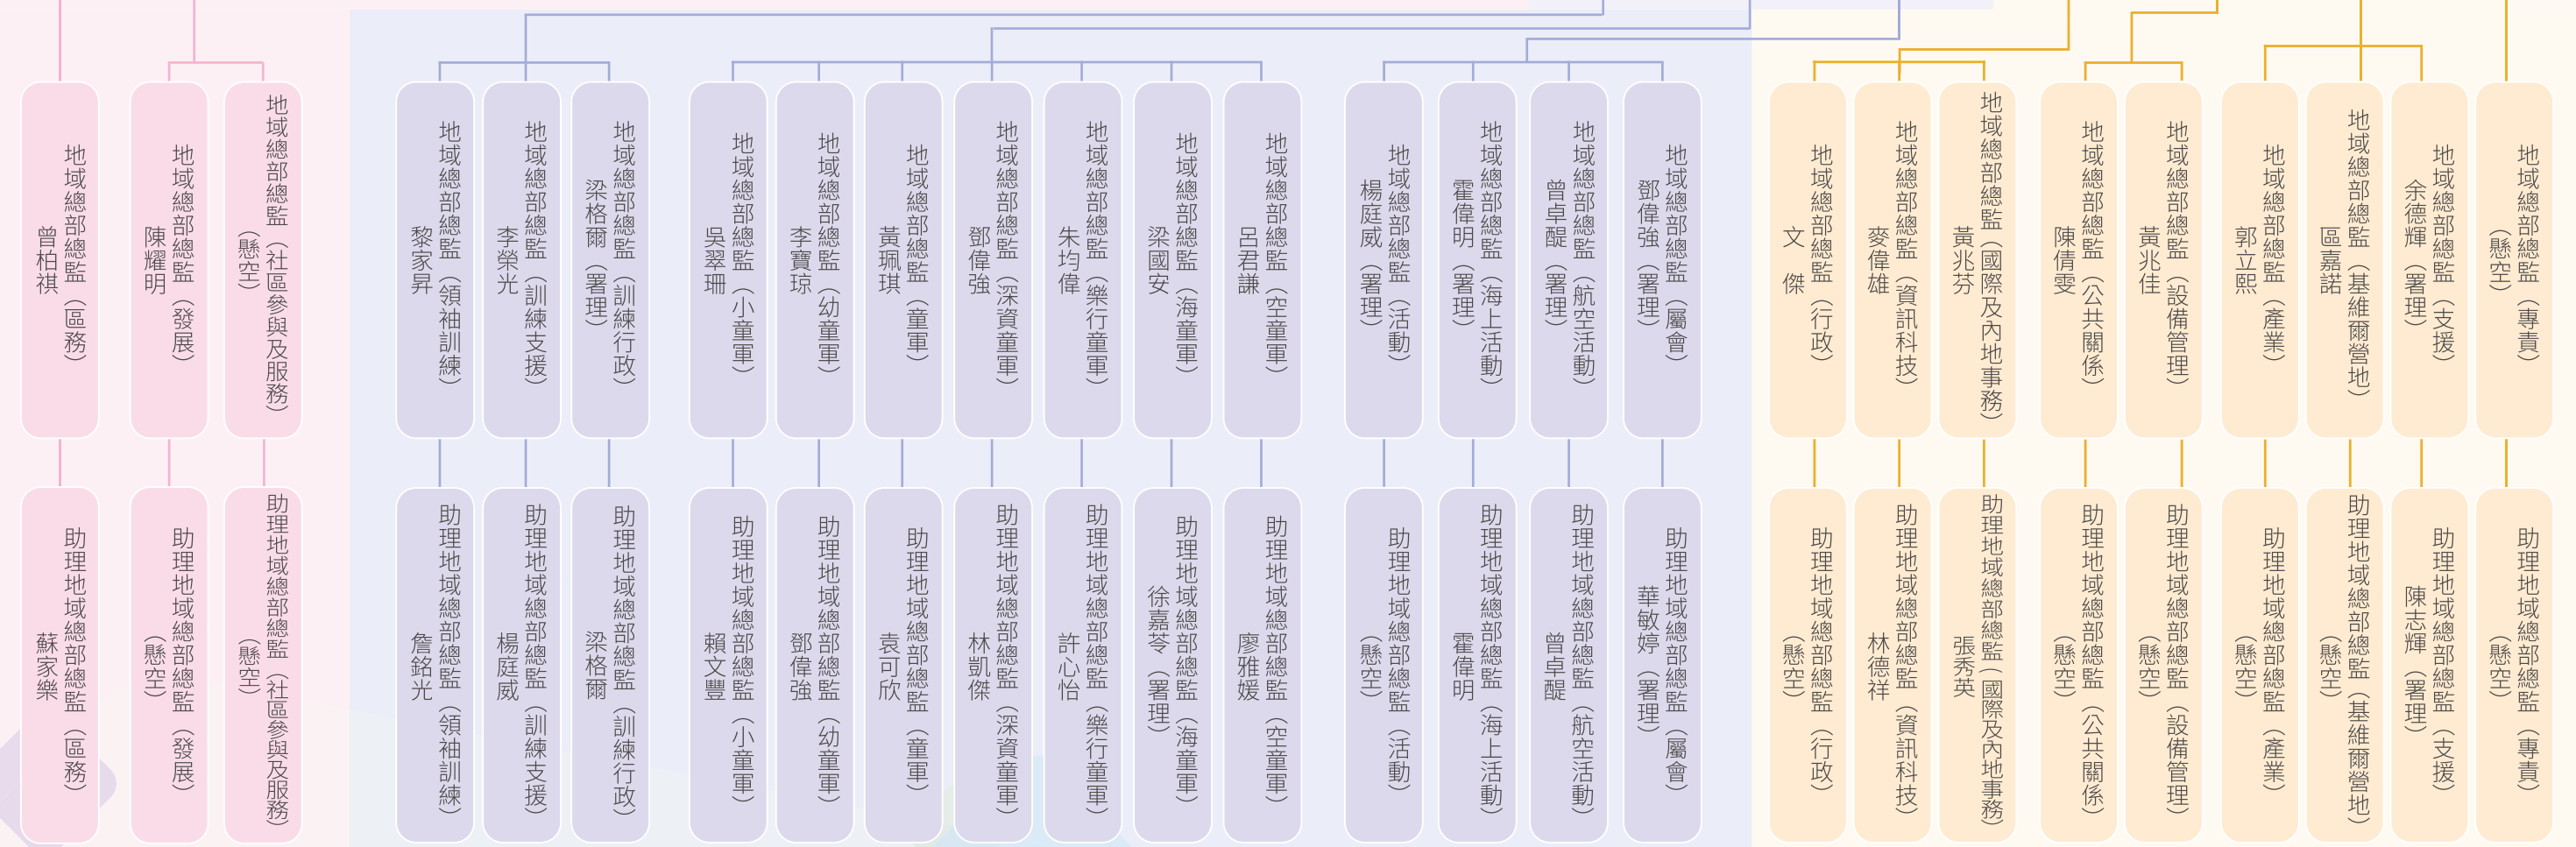 地域總部總監（區務）
曾柏祺
地域總部總監（發展）
陳耀明
地域總部總監（社區參與及服務）
（懸空）
地域總部總監（領袖訓練）
黎家昇
地域總部總監（訓練支援）
李榮光
地域總部總監（訓練行政）
梁格爾（署理）
地域總部總監（小童軍）
吳翠珊
地域總部總監（幼童軍）
李寶琼
地域總部總監（童軍）
黃珮琪
地域總部總監（深資童軍）
鄧偉強
地域總部總監（樂行童軍）
朱均偉
地域總部總監（海童軍）
梁國安
地域總部總監（空童軍）
呂君謙
地域總部總監（活動）
楊庭威（署理）
地域總部總監（海上活動）
霍偉明（署理）
地域總部總監（航空活動）
曾卓醍（署理）
地域總部總監（屬會）
鄧偉強（署理）
地域總部總監（行政）
文　傑
地域總部總監（資訊科技）
麥偉雄
地域總部總監（國際及內地事務）
黃兆芬
地域總部總監（公共關係）
陳倩雯
地域總部總監（設備管理）
黃兆佳
地域總部總監（產業）
郭立熙
地域總部總監（基維爾營地）
區嘉諾
地域總部總監（支援）
余德輝（署理）
地域總部總監（專責）
（懸空）
助理地域總部總監（區務）
蘇家樂
助理地域總部總監（發展）
（懸空）
助理地域總部總監（社區參與及服務）
（懸空）
助理地域總部總監（領袖訓練）
詹銘光
助理地域總部總監（訓練支援）
楊庭威
助理地域總部總監（訓練行政）
梁格爾
助理地域總部總監（小童軍）
賴文豐
助理地域總部總監（幼童軍）
鄧偉強
助理地域總部總監（童軍）
袁可欣
助理地域總部總監（深資童軍）
林凱傑
助理地域總部總監（樂行童軍）
許心怡
助理地域總部總監（海童軍）
徐嘉苓（署理）
助理地域總部總監（空童軍）
廖雅媛
助理地域總部總監（活動）
（懸空）
助理地域總部總監（海上活動）
霍偉明
助理地域總部總監（航空活動）
曾卓醍
助理地域總部總監（屬會）
華敏婷（署理）
助理地域總部總監（行政）
（懸空）
助理地域總部總監（資訊科技）
林德祥
助理地域總部總監（國際及內地事務）
張秀英
助理地域總部總監（公共關係）
（懸空）
助理地域總部總監（設備管理）
（懸空）
助理地域總部總監（產業）
（懸空）
助理地域總部總監（基維爾營地）
（懸空）
助理地域總部總監（支援）
陳志輝（署理）
助理地域總部總監（專責）
（懸空）